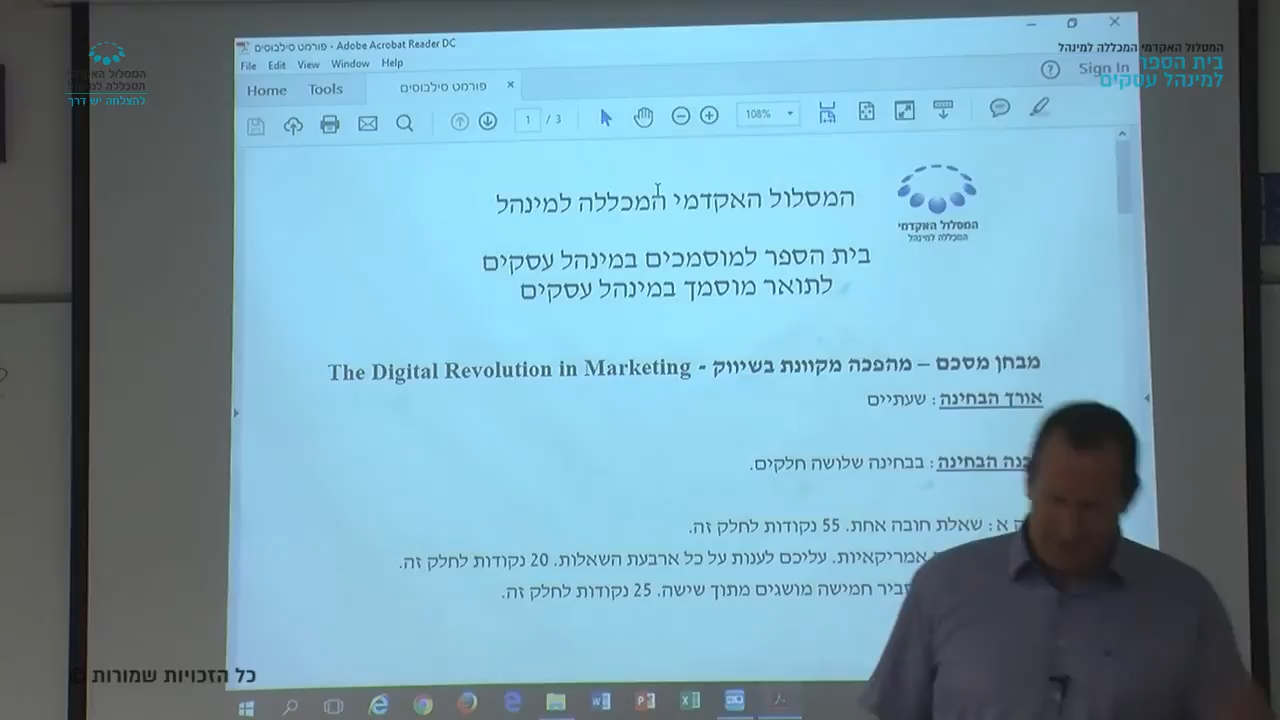 פורמט סילבוסים - Adobe Acrobat Reader DC
File Edit View Window Help
המסלול האקדמי המכללה למינהל
בית הספר
למינהל עסקים
Sign In
המסלול
המכללה
להצלחה יש דרך
Home Tools פורמט סילבוסים
1 / 3 108%
המסלול האקדמי המכללה למינהל
המסלול האקדמי
המכללה למינהל
בית הספר למוסמכים במינהל עסקים
לתואר מוסמך במינהל עסקים
מבחן מסכם – מהפכה מקוונת בשיווק - The Digital Revolution in Marketing
אורך הבחינה: שעתיים
הבחינה: בבחינה שלושה חלקים.
א: שאלת חובה אחת. 55 נקודות לחלק זה.
אמריקאיות. עליכם לענות על כל ארבעת השאלות. 20 נקודות לחלק זה.
חמישה מושגים מתוך שישה. 25 נקודות לחלק זה.
כל הזכויות שמורות ©